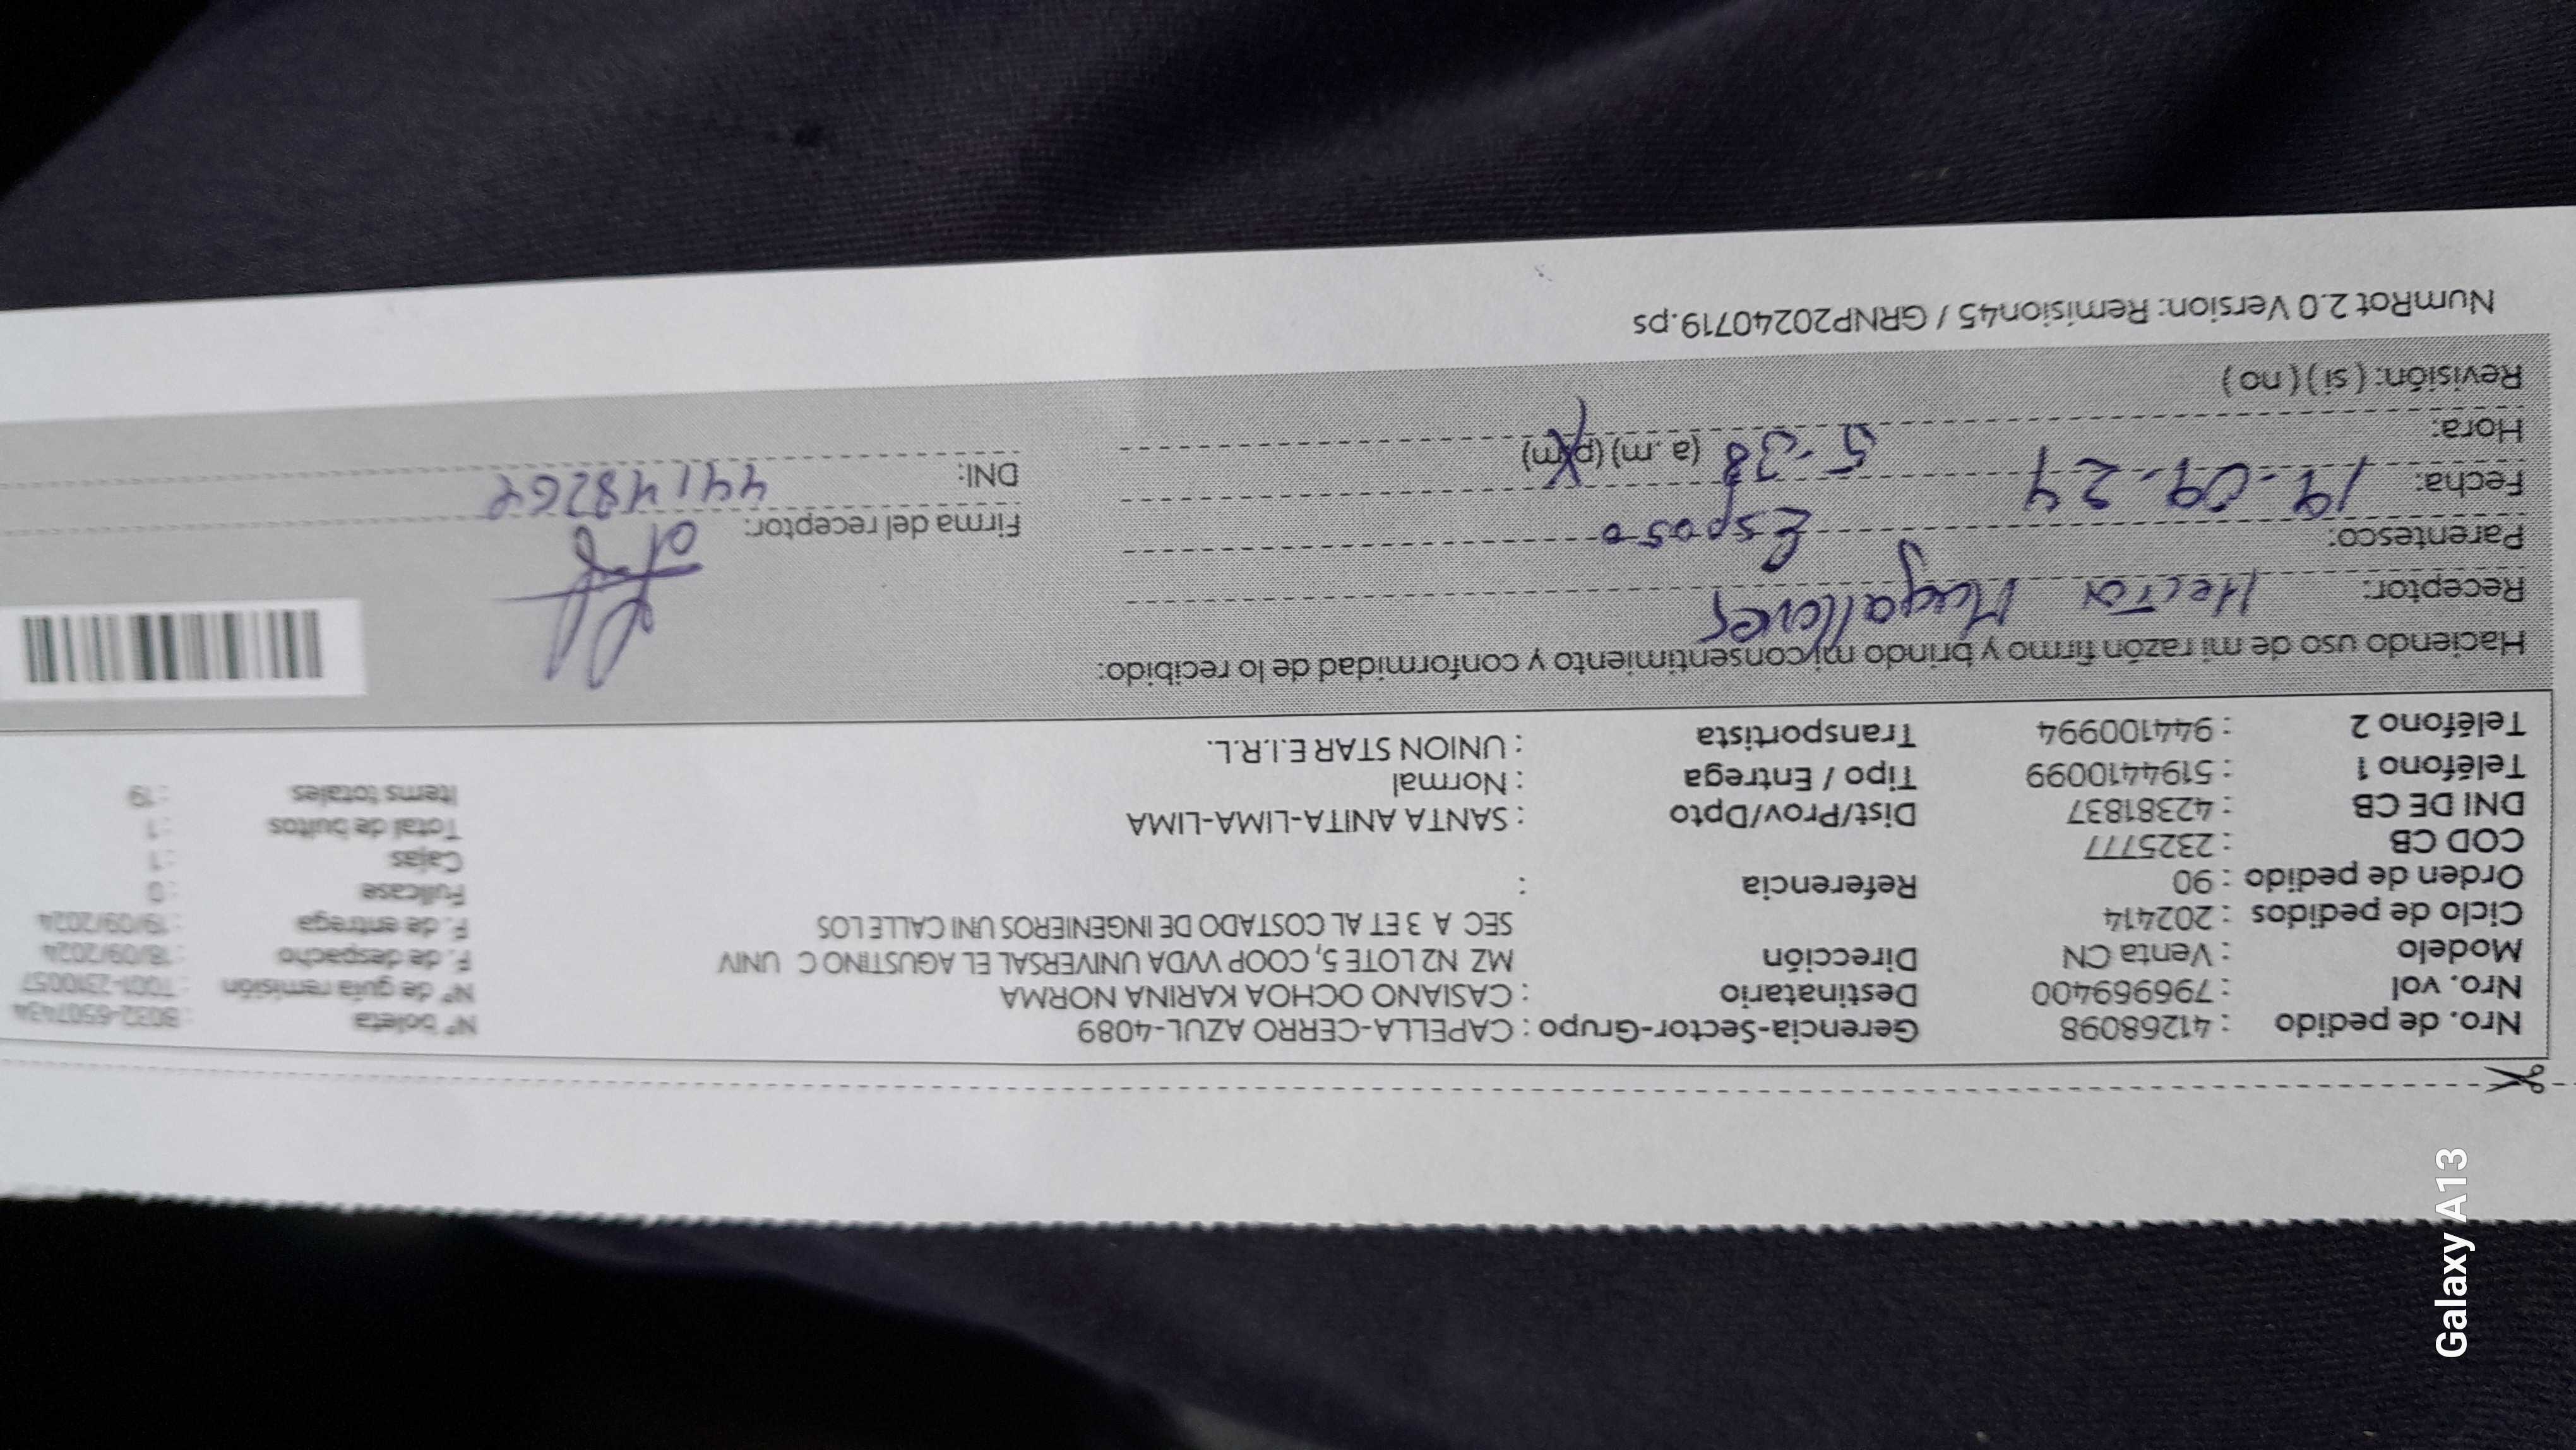 Nro. de pedido : 41268098 Gerencia-Sector-Grupo : CAPELLA-CERRO AZUL-4089 N° boleta : B032-6507434
Nro. vol : 7969699400 Destinatario : CASIANO OCHOA KARINA NORMA N° de guía remisión : T001-2310057
Modelo : Venta CN Dirección MZ N2 LOTE 5, COOP VVDA UNIVERSAL EL AGUSTINO C UNIV F. de despacho : 18/09/2024
Ciclo de pedidos : 202414 SEC A 3 ET AL COSTADO DE INGENIEROS UNI CALLE LOS F. de entrega : 19/09/2024
Orden de pedido : 90 Referencia : Fullcase : 0
COD CB : 2325777 Cajas : 1
DNI DE CB : 42381837 Dist/Prov/Dpto : SANTA ANITA-LIMA-LIMA Total de bultos : 1
Teléfono 1 : 5194410099 Tipo / Entrega : Normal Items totales : 19
Teléfono 2 : 944100994 Transportista : UNION STAR E.I.R.L.
Haciendo uso de mi razón firmo y brindo mi consentimiento y conformidad de lo recibido:
Receptor: Hector Magallanes
Parentesco: Esposo Firma del receptor:
Fecha: 19-09-24 DNI:
Hora: 5-38 (a .m) (p.m)
Revisión: ( si ) ( no )
NumRot 2.0 Version: Remision45 / GRNP20240719.ps
Galaxy A13